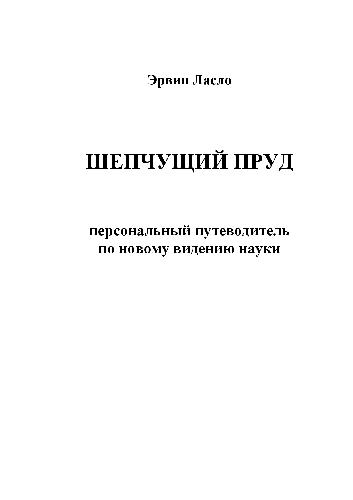 Эрвин Ласло
ШЕПЧУЩИЙ ПРУД
персональный путеводитель
по новому видению науки